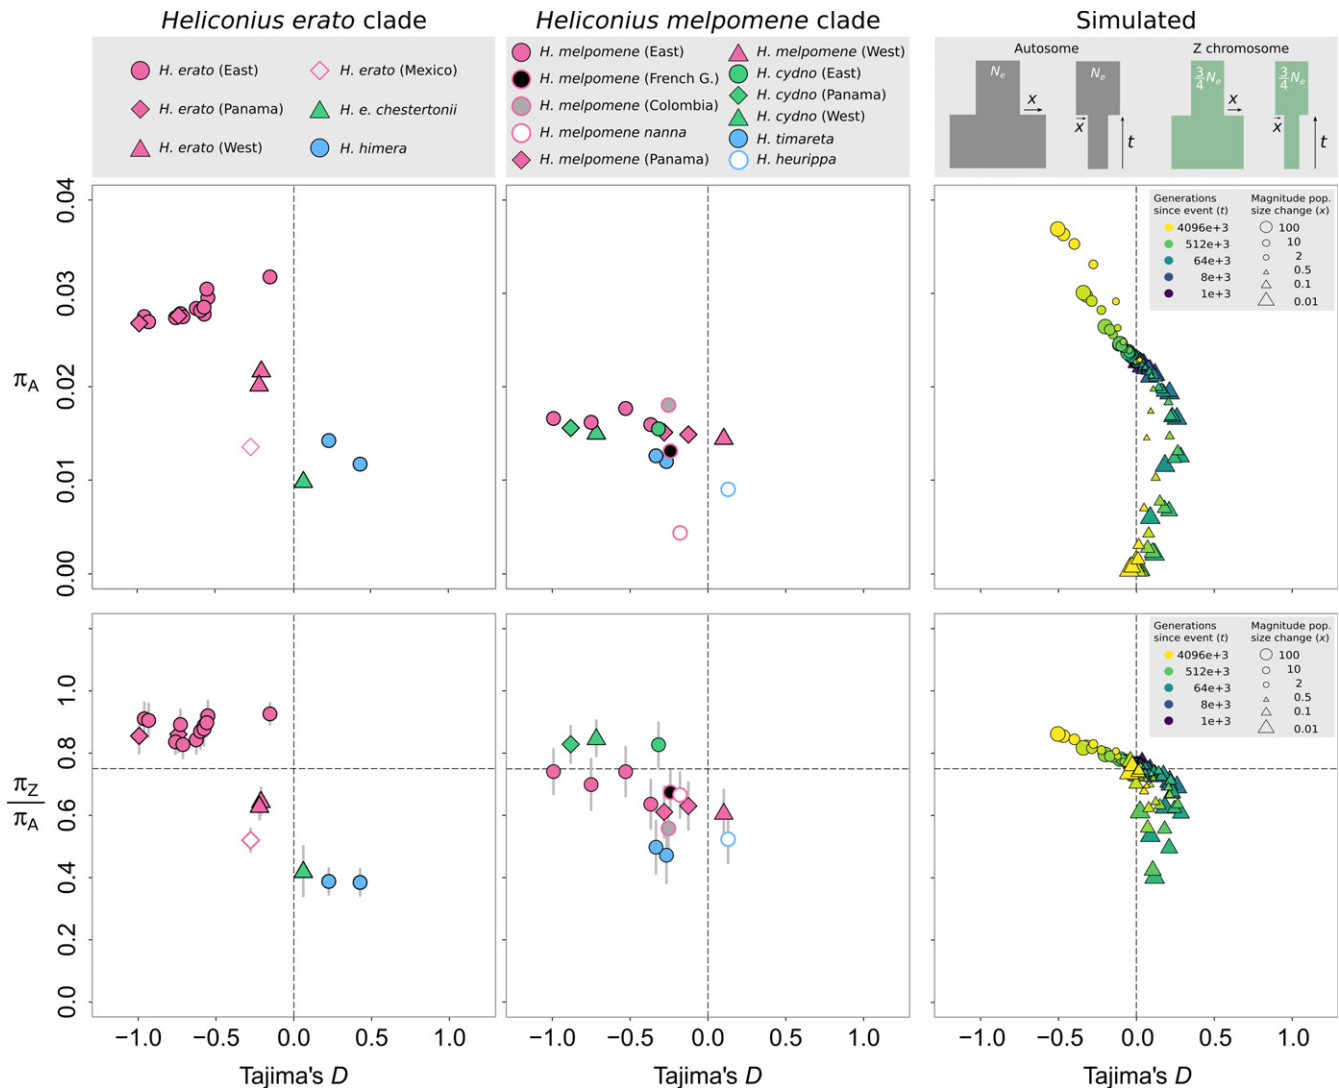 Heliconius erato clade
Heliconius melpomene clade
Simulated
H. erato (East)
H. erato (Panama)
H. erato (West)
H. erato (Mexico)
H. e. chestertonii
H. himera
H. melpomene (East)
H. melpomene (French G.)
H. melpomene (Colombia)
H. melpomene nanna
H. melpomene (Panama)
H. melpomene (West)
H. cydno (East)
H. cydno (Panama)
H. cydno (West)
H. timareta
H. heurippa
Autosome
Z chromosome
Ne
x
x
t
3/4 Ne
x
3/4 Ne
x
t
πA
0.04
0.03
0.02
0.01
0.00
Generations
since event (t)
4096e+3
512e+3
64e+3
8e+3
1e+3
Magnitude pop.
size change (x)
100
10
2
0.5
0.1
0.01
πZ
πA
1.0
0.8
0.6
0.4
0.2
0.0
Generations
since event (t)
4096e+3
512e+3
64e+3
8e+3
1e+3
Magnitude pop.
size change (x)
100
10
2
0.5
0.1
0.01
−1.0 −0.5 0.0 0.5 1.0
−1.0 −0.5 0.0 0.5 1.0
−1.0 −0.5 0.0 0.5 1.0
Tajima's D
Tajima's D
Tajima's D